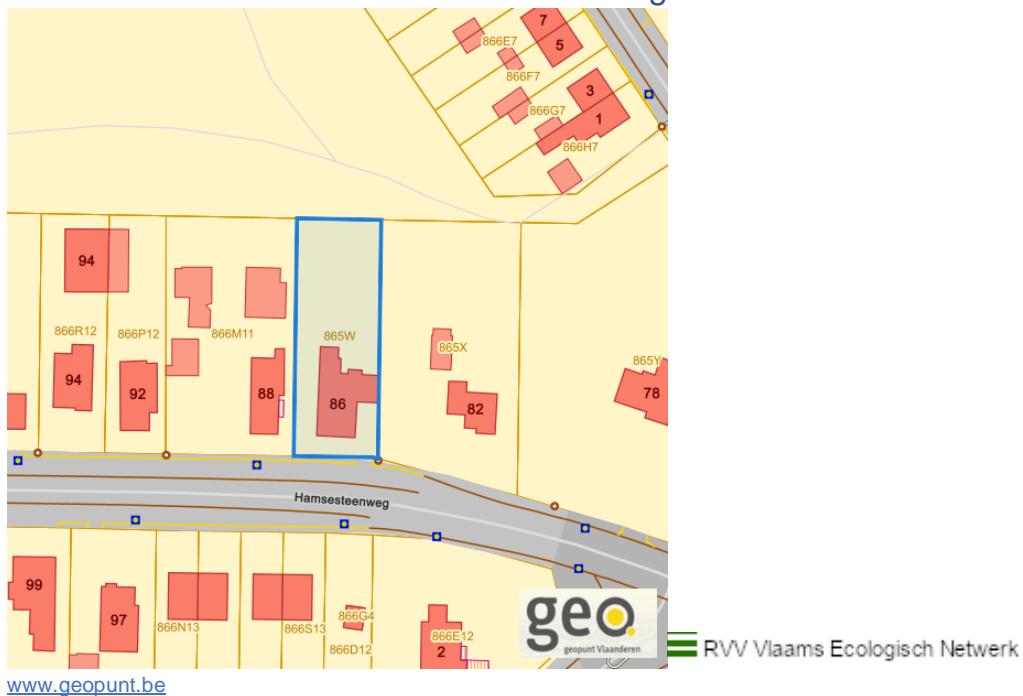 7
5
866E7
866F7
3
866G7
1
866H7
94
866R12
866P12
866M11
865W
865X
865Y
94
92
88
86
82
78
Hamsesteenweg
99
97
866N13
866S13
866G4
866D12
866E12
2
geo
geopunt Vlaanderen
RVV Vlaams Ecologisch Netwerk
www.geopunt.be